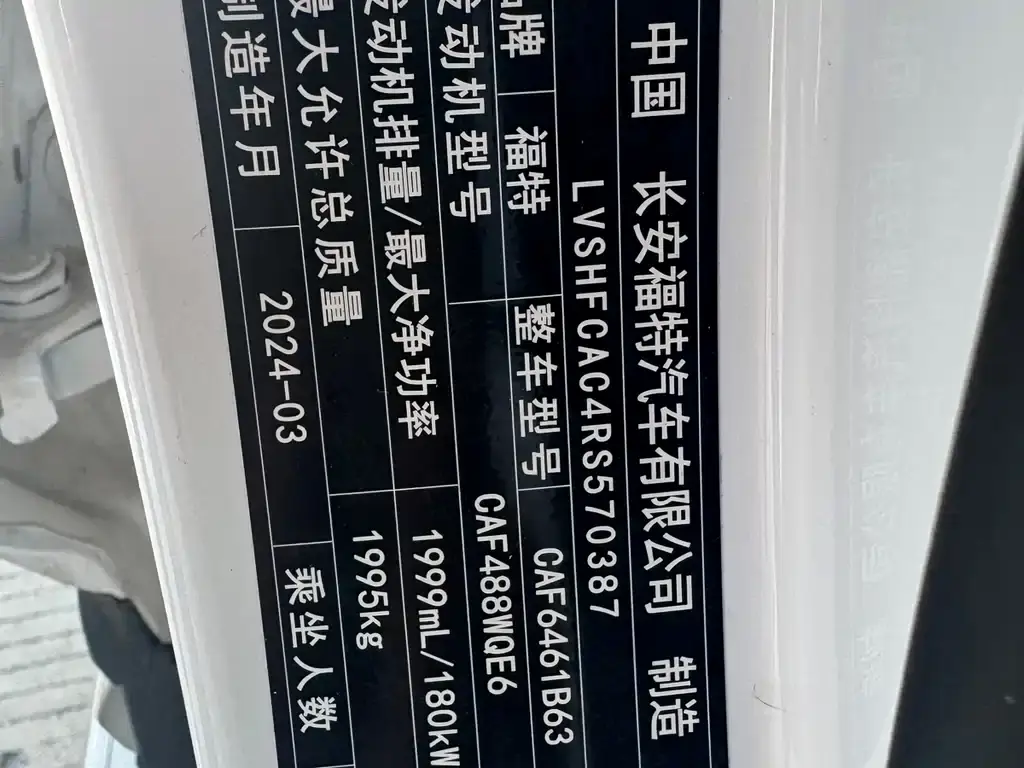 中国 长安福特汽车有限公司 制造
LVSHFCAC4RS570387
品牌 福特 整车型号 CAF6461B63
发动机型号 CAF488WQE6
发动机排量/最大净功率 1999mL/180kW
最大允许总质量 1995kg
制造年月 2024-03 乘坐人数